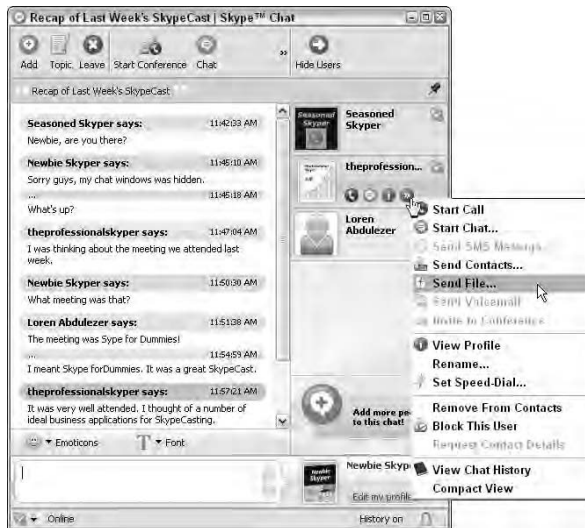 Recap of Last Week's SkypeCast | Skype™ Chat
Add Topic Leave Start Conference Chat » Hide Users
Recap of Last Week's SkypeCast
Seasoned Skyper says: 11:42:33 AM
Newbie, are you there?
Newbie Skyper says: 11:45:10 AM
Sorry guys, my chat windows was hidden.
... 11:45:18 AM
What's up?
theprofessionalskyper says: 11:47:04 AM
I was thinking about the meeting we attended last
week.
Newbie Skyper says: 11:50:30 AM
What meeting was that?
Loren Abdulezer says: 11:51:38 AM
The meeting was Sype for Dummies!
... 11:54:59 AM
I meant Skype forDummies. It was a great SkypeCast.
theprofessionalskyper says: 11:57:21 AM
It was very well attended. I thought of a number of
ideal business applications for SkypeCasting.
Emoticons Font
Online
Seasoned
Skyper
Seasoned
Skyper
theprofession...
Loren
Abdulezer
Add more pe
to this chat!
Newbie
Skyper
Newbie Skyp
Edit my profile
History on
Start Call
Start Chat...
Send SMS Message...
Send Contacts...
Send File...
Send Voicemail
Invite to Conference
View Profile
Rename...
Set Speed-Dial...
Remove From Contacts
Block This User
Request Contact Details
View Chat History
Compact View